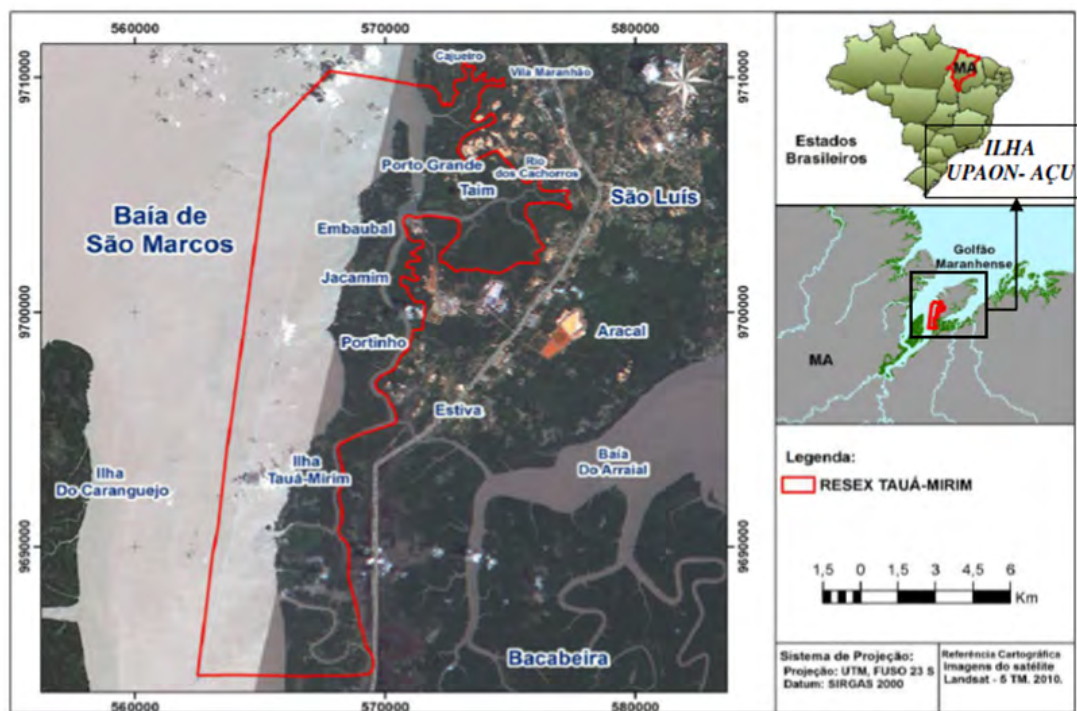 560000
570000
580000
9710000
9700000
9690000
Cajueiro
Vila Maranhão
Porto Grande
Rio
dos Cachorros
Taim
São Luís
Baía de
São Marcos
Embaubal
Jacamim
Portinho
Aracal
Estiva
Baía
Do Arraial
Ilha
Tauá-Mirim
Ilha
Do Caranguejo
Bacabeira
9710000
9700000
9690000
560000
570000
580000
MA
Estados
Brasileiros
ILHA
UPAON- AÇU
Golfão
Maranhense
MA
Legenda:
RESEX TAUÁ-MIRIM
1,5 0 1,5 3 4,5 6
Km
Sistema de Projeção:
Projeção: UTM, FUSO 23 S
Datum: SIRGAS 2000
Referência Cartográfica
Imagens do satélite
Landsat - 5 TM. 2010.